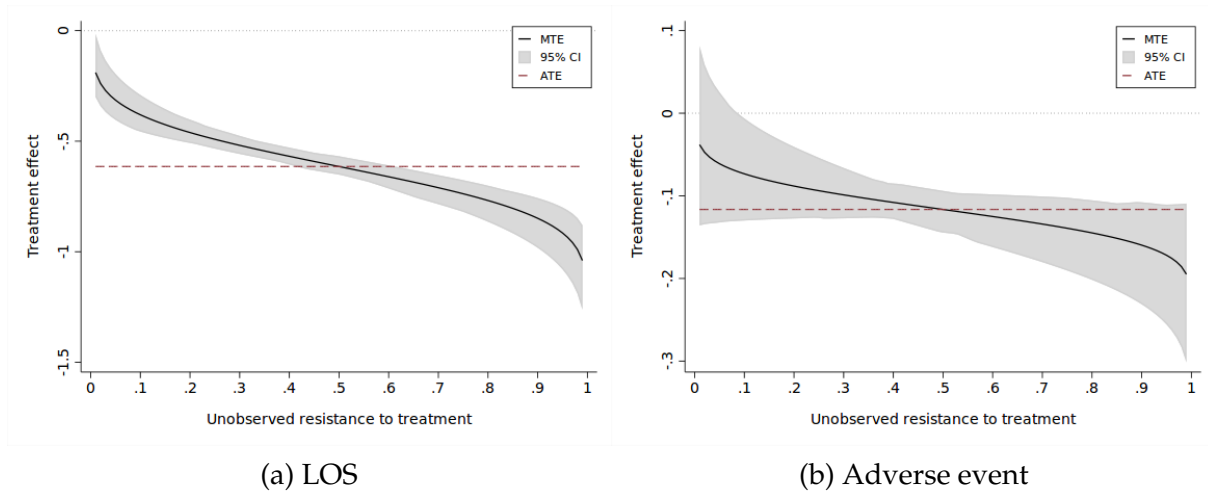 0
-.5
-1
-1.5
Treatment effect
MTE
95% CI
ATE
0 .1 .2 .3 .4 .5 .6 .7 .8 .9 1
Unobserved resistance to treatment
(a) LOS
.1
0
-.1
-.2
-.3
Treatment effect
MTE
95% CI
ATE
0 .1 .2 .3 .4 .5 .6 .7 .8 .9 1
Unobserved resistance to treatment
(b) Adverse event